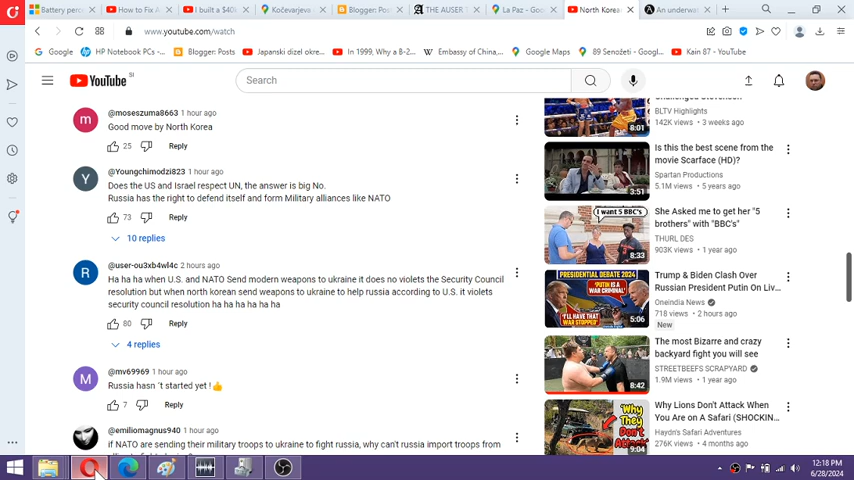 Battery perce
How to Fix A
I built a $40k
Kočevarjeva
Blogger: Po
THE AUSER T
La Paz - Goo
North Korea
An underwat
www.youtube.com/watch
Google
HP Notebook PCs -...
Blogger: Posts
Japanski dizel okre...
In 1999, Why a B-2...
Embassy of China,...
Google Maps
89 Senožeti - Googl...
Kain 87 - YouTube
YouTube SI
Search
@moseszuma8663 1 hour ago
Good move by North Korea
25 Reply
@Youngchimodzi823 1 hour ago
Does the US and Israel respect UN, the answer is big No.
Russia has the right to defend itself and form Military alliances like NATO
73 Reply
10 replies
@user-ou3xb4wl4c 2 hours ago
Ha ha ha when U.S. and NATO Send modern weapons to ukraine it does no violets the Security Council
resolution but when north korean send weapons to ukraine to help russia according to U.S. it violets
security council resolution ha ha ha ha ha ha
80 Reply
4 replies
@mv69969 1 hour ago
Russia hasn 't started yet !👍
7 Reply
@emiliomagnus940 1 hour ago
if NATO are sending their military troops to ukraine to fight russia, why can't russia import troops from
8:01
BLTV Highlights
142K views • 3 weeks ago
3:51
Is this the best scene from the
movie Scarface (HD)?
Spartan Productions
5.1M views • 5 years ago
I want 5 BBC's
8:33
She Asked me to get her "5
brothers" with "BBC's"
THURL DES
903K views • 1 year ago
PRESIDENTIAL DEBATE 2024
"PUTIN IS A
WAR CRIMINAL"
"I'LL HAVE THAT
WAR STOPPED"
5:06
Trump & Biden Clash Over
Russian President Putin On Liv...
Oneindia News
718 views • 2 hours ago
New
8:42
The most Bizarre and crazy
backyard fight you will see
STREETBEEFS SCRAPYARD
1.9M views • 1 year ago
"Why
They
Don't
Attack"
9:04
Why Lions Don't Attack When
You Are on A Safari (SHOCKIN...
Haydn's Safari Adventures
276K views • 4 months ago
12:18 PM
6/28/2024